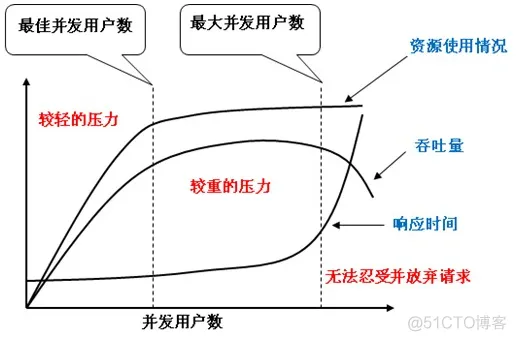 最佳并发用户数
最大并发用户数
资源使用情况
较轻的压力
吞吐量
较重的压力
响应时间
无法忍受并放弃请求
并发用户数
@51CTO博客